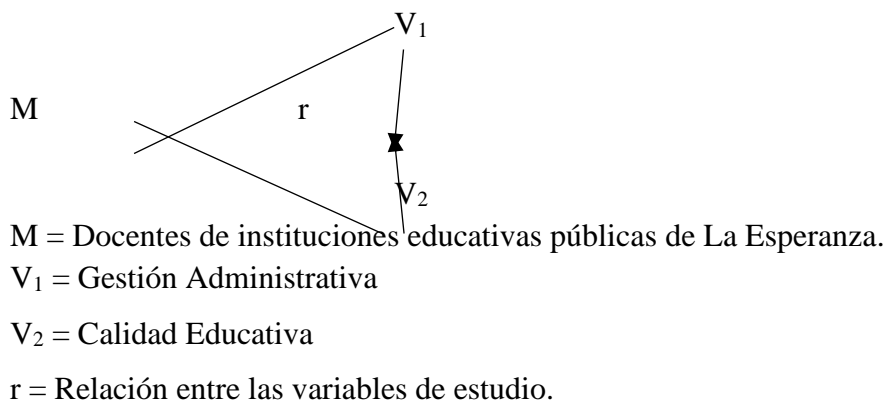 V₁
M r
V₂
M = Docentes de instituciones educativas públicas de La Esperanza.
V₁ = Gestión Administrativa
V₂ = Calidad Educativa
r = Relación entre las variables de estudio.